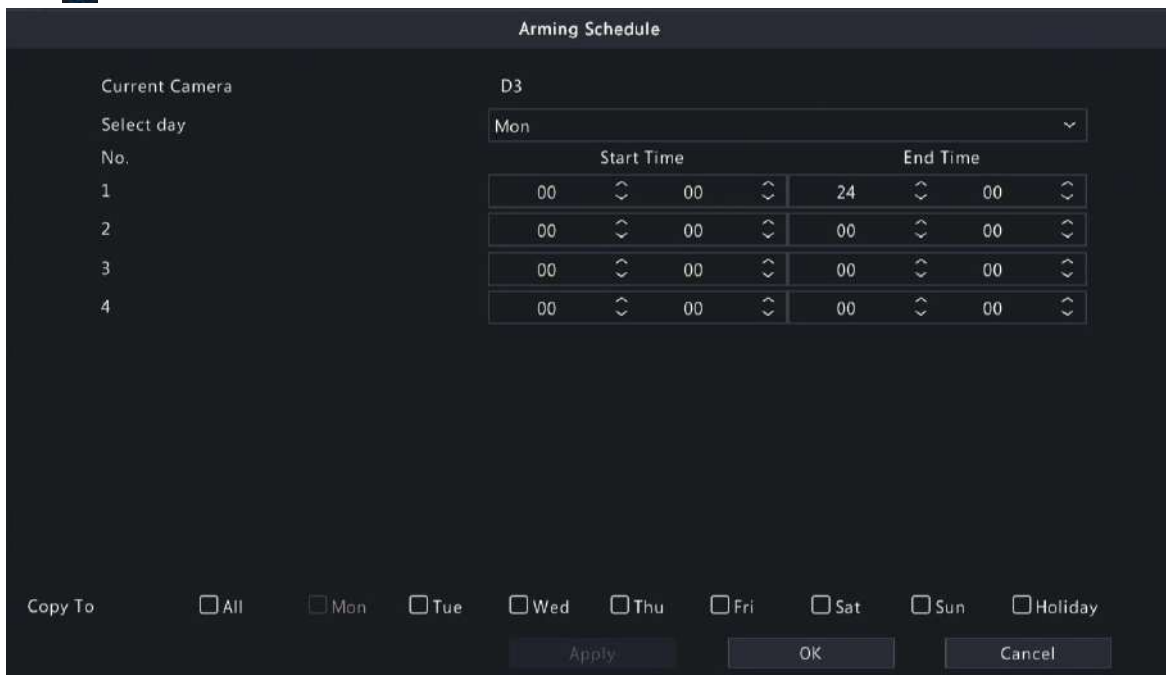 Arming Schedule
Current Camera D3
Select day Mon
No. Start Time End Time
1 00 00 24 00
2 00 00 00 00
3 00 00 00 00
4 00 00 00 00
Copy To All Mon Tue Wed Thu Fri Sat Sun Holiday
Apply OK Cancel